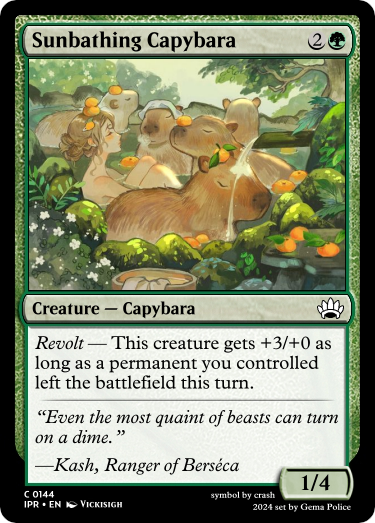 Sunbathing Capybara 2
Creature — Capybara
Revolt — This creature gets +3/+0 as
long as a permanent you controlled
left the battlefield this turn.
“Even the most quaint of beasts can turn
on a dime.”
—Kash, Ranger of Berséca
1/4
C 0144
IPR • EN Vickisigh
symbol by crash
2024 set by Gema Police